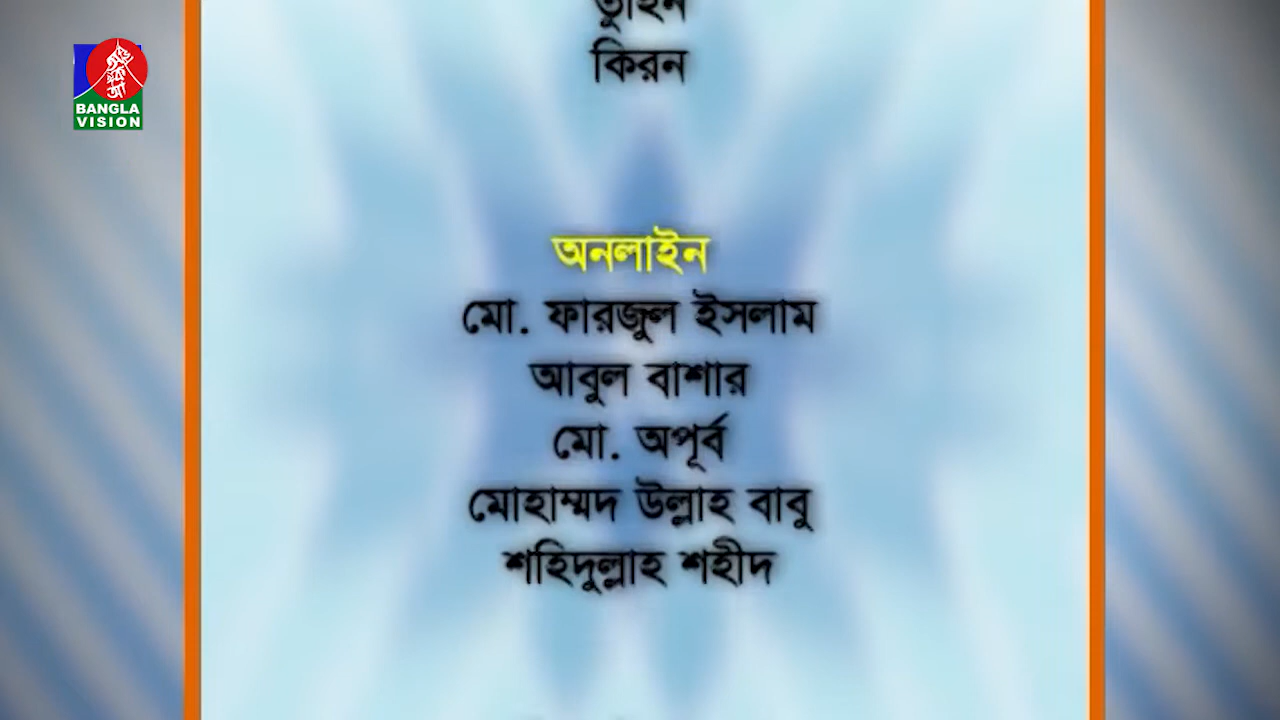 কিরন
অনলাইন
মো. ফারজুল ইসলাম
আবুল বাশার
মো. অপূর্ব
মোহাম্মদ উল্লাহ বাবু
শহিদুল্লাহ শহীদ
BANGLA
VISION